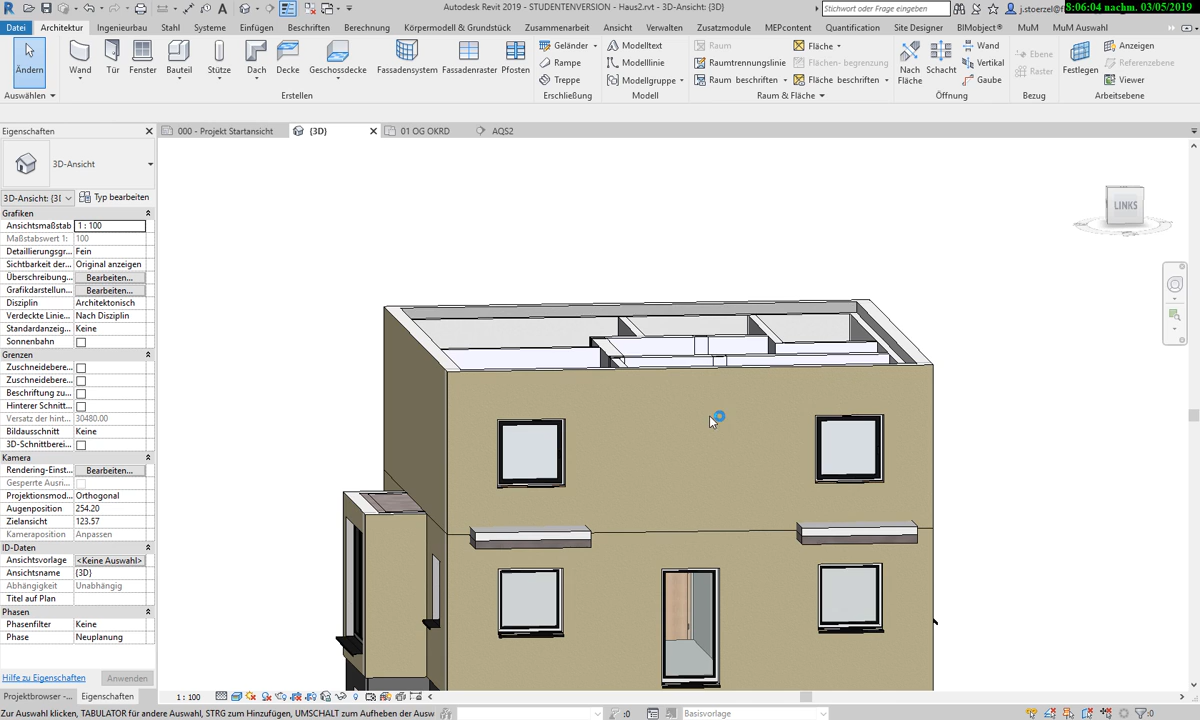 Autodesk Revit 2019 - STUDENTENVERSION - Haus2.rvt - 3D-Ansicht: {3D}
Stichwort oder Frage eingeben
j.stoerzel@f
8:06:04 nachm. 03/05/2019
Datei
Architektur
Ingenieurbau
Stahl
Systeme
Einfügen
Beschriften
Berechnung
Körpermodell & Grundstück
Zusammenarbeit
Ansicht
Verwalten
Zusatzmodule
MEPcontent
Quantification
Site Designer
BIMobject®
MuM
MuM Auswahl
Ändern
Wand
Tür
Fenster
Bauteil
Stütze
Dach
Decke
Geschossdecke
Fassadensystem
Fassadenraster
Pfosten
Geländer
Rampe
Treppe
Modelltext
Modelllinie
Modellgruppe
Raum
Raumtrennungslinie
Raum beschriften
Fläche
Flächen- begrenzung
Fläche beschriften
Nach Fläche
Schacht
Wand
Vertikal
Gaube
Ebene
Raster
Festlegen
Anzeigen
Referenzebene
Viewer
Auswählen
Erstellen
Erschließung
Modell
Raum & Fläche
Öffnung
Bezug
Arbeitsebene
Eigenschaften
000 - Projekt Startansicht
{3D}
01 OG OKRD
AQS2
3D-Ansicht
3D-Ansicht: {3I
Typ bearbeiten
Grafiken
Ansichtsmaßstab 1 : 100
Maßstabswert 1: 100
Detaillierungsgr... Fein
Sichtbarkeit der... Original anzeigen
Überschreibung... Bearbeiten...
Grafikdarstellun... Bearbeiten...
Disziplin Architektonisch
Verdeckte Linie... Nach Disziplin
Standardanzeig... Keine
Sonnenbahn
Grenzen
Zuschneidebere...
Zuschneidebere...
Beschriftung zu...
Hinterer Schnitt...
Versatz der hint... 30480.00
Bildausschnitt Keine
3D-Schnittberei...
Kamera
Rendering-Einst... Bearbeiten...
Gesperrte Ausri...
Projektionsmod... Orthogonal
Augenposition 254.20
Zielansicht 123.57
Kameraposition Anpassen
ID-Daten
Ansichtsvorlage <Keine Auswahl>
Ansichtsname {3D}
Abhängigkeit Unabhängig
Titel auf Plan
Phasen
Phasenfilter Keine
Phase Neuplanung
Hilfe zu Eigenschaften
Anwenden
Projektbrowser -...
Eigenschaften
LINKS
1 : 100
Zur Auswahl klicken, TABULATOR für andere Auswahl, STRG zum Hinzufügen, UMSCHALT zum Aufheben der Ausw
:0
Basisvorlage
:0